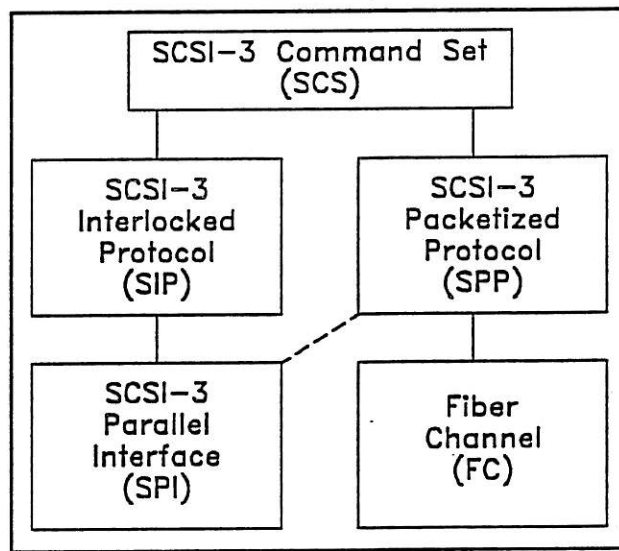 SCSI-3 Command Set
(SCS)
SCSI-3
Interlocked
Protocol
(SIP)
SCSI-3
Packetized
Protocol
(SPP)
SCSI-3
Parallel
Interface
(SPI)
Fiber
Channel
(FC)